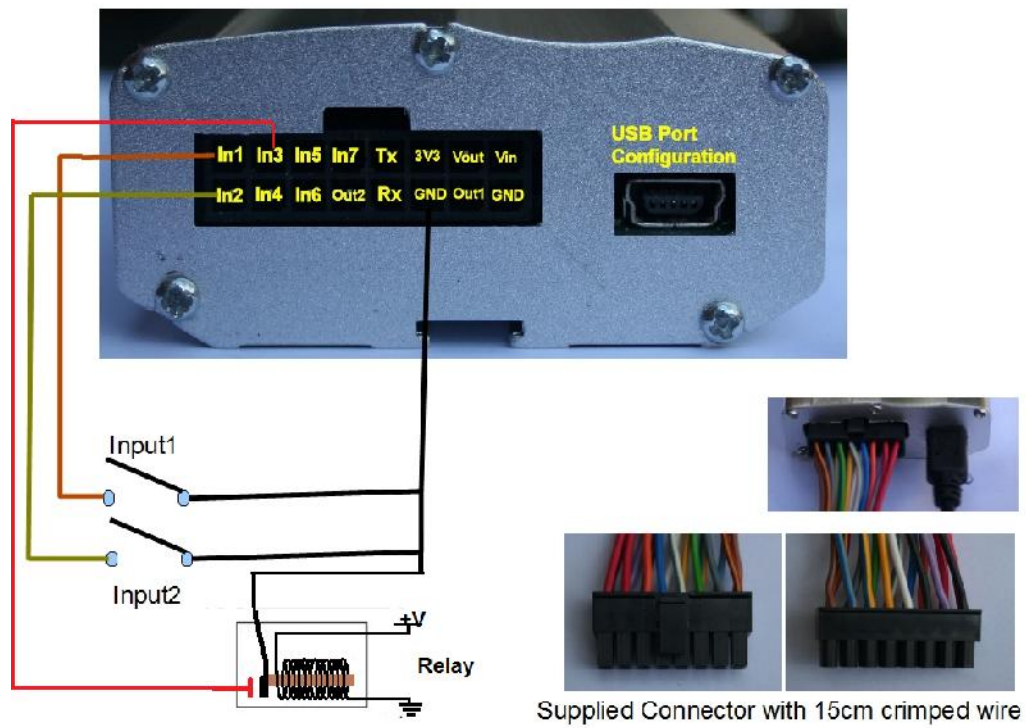 USB Port
Configuration
In1 In3 In5 In7 Tx 3V3 Vout Vin
In2 In4 In6 Out2 Rx GND Out1 GND
Input1
Input2
+V
Relay
Supplied Connector with 15cm crimped wire